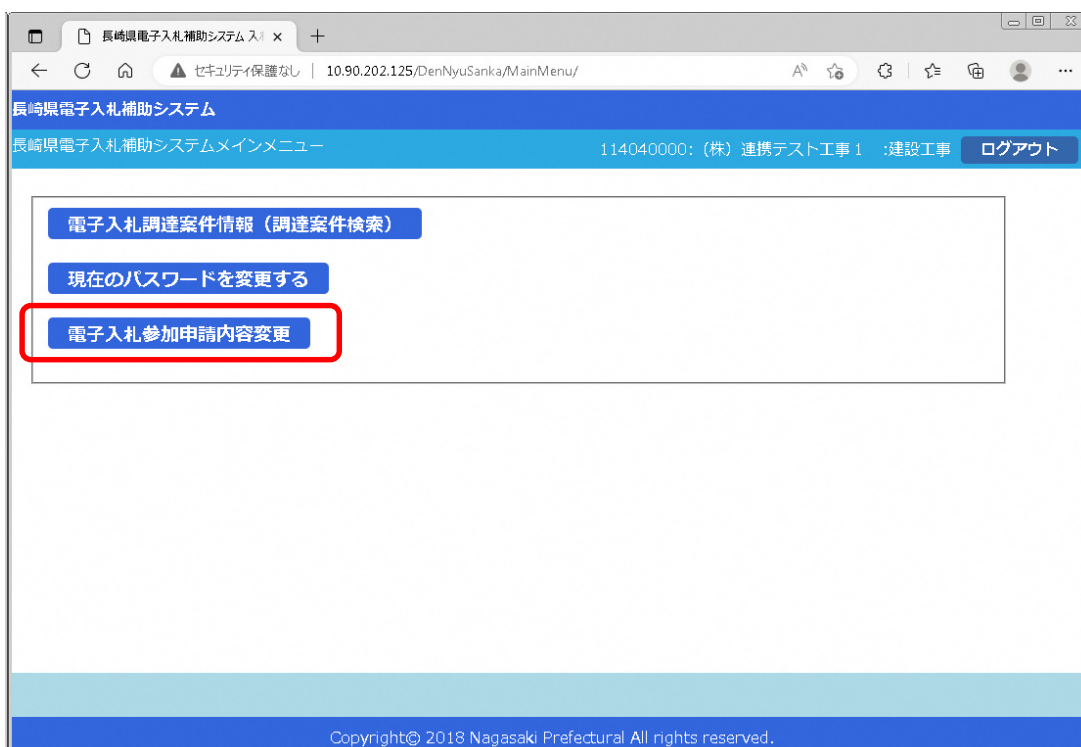 長崎県電子入札補助システム 入
セキュリティ保護なし | 10.90.202.125/DenNyuSanka/MainMenu/
長崎県電子入札補助システム
長崎県電子入札補助システムメインメニュー 114040000:（株）連携テスト工事１ :建設工事 ログアウト
電子入札調達案件情報（調達案件検索）
現在のパスワードを変更する
電子入札参加申請内容変更
Copyright© 2018 Nagasaki Prefectural All rights reserved.